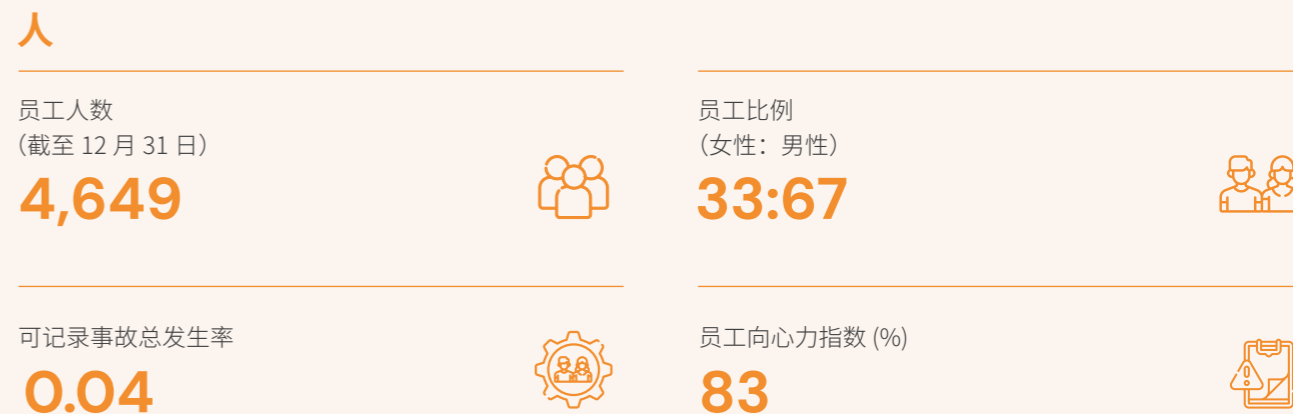 人
员工人数
（截至 12 月 31 日）
4,649
员工比例
（女性：男性）
33:67
可记录事故总发生率
0.04
员工向心力指数 (%)
83